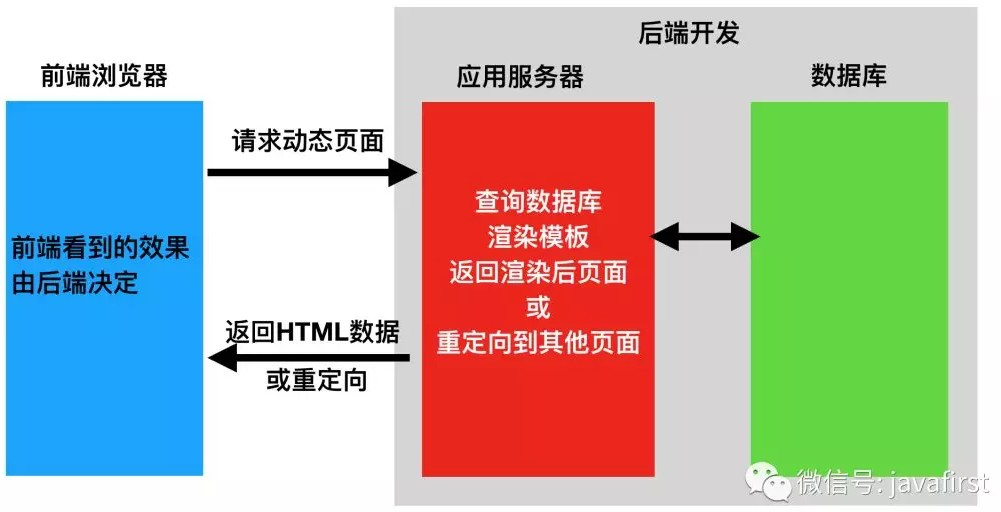 后端开发
前端浏览器
应用服务器
数据库
请求动态页面
查询数据库
渲染模板
返回渲染后页面
或
重定向到其他页面
前端看到的效果
由后端决定
返回HTML数据
或重定向
微信号: javafirst